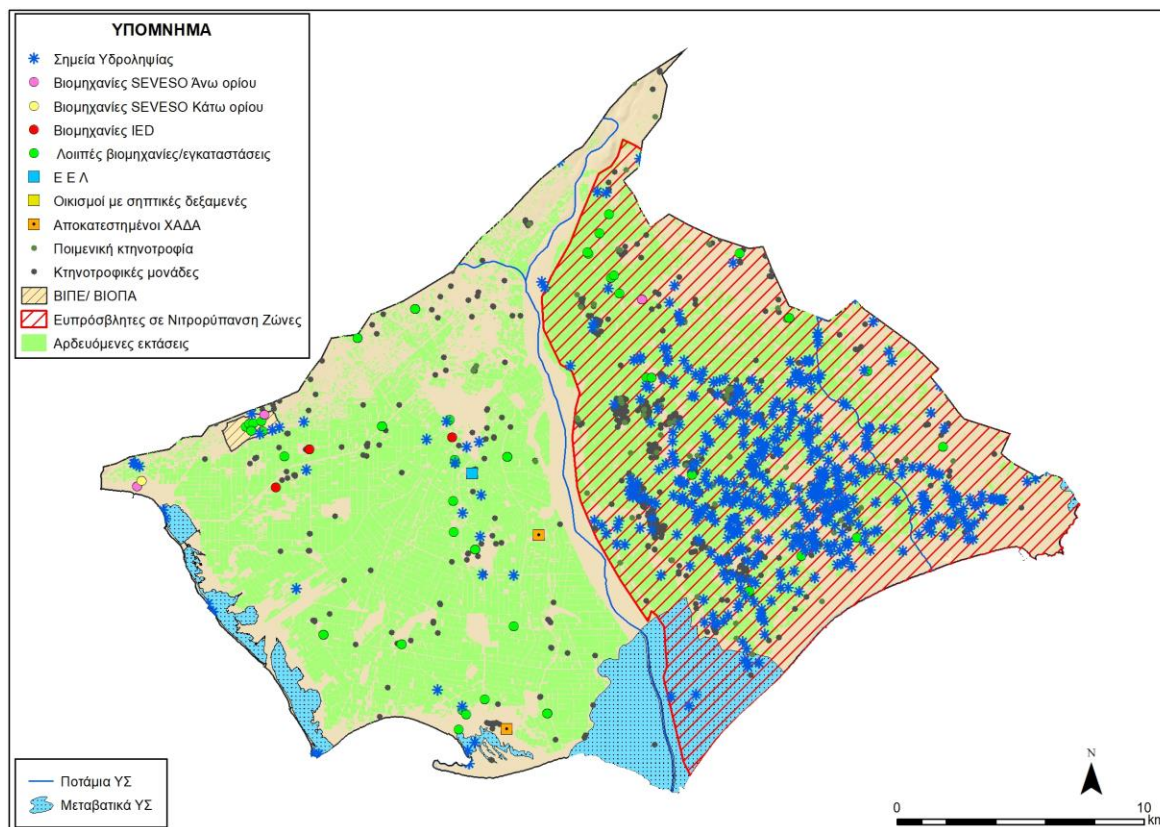 ΥΠΟΜΝΗΜΑ
Σημεία Υδροληψίας
Βιομηχανίες SEVESO Άνω ορίου
Βιομηχανίες SEVESO Κάτω ορίου
Βιομηχανίες IED
Λοιπές βιομηχανίες/εγκαταστάσεις
Ε Ε Λ
Οικισμοί με σηπτικές δεξαμενές
Αποκατεστημένοι ΧΑΔΑ
Ποιμενική κτηνοτροφία
Κτηνοτροφικές μονάδες
ΒΙΠΕ/ ΒΙΟΠΑ
Ευπρόσβλητες σε Νιτρορύπανση Ζώνες
Αρδευόμενες εκτάσεις
Ποτάμια ΥΣ
Μεταβατικά ΥΣ
N
0 10
km